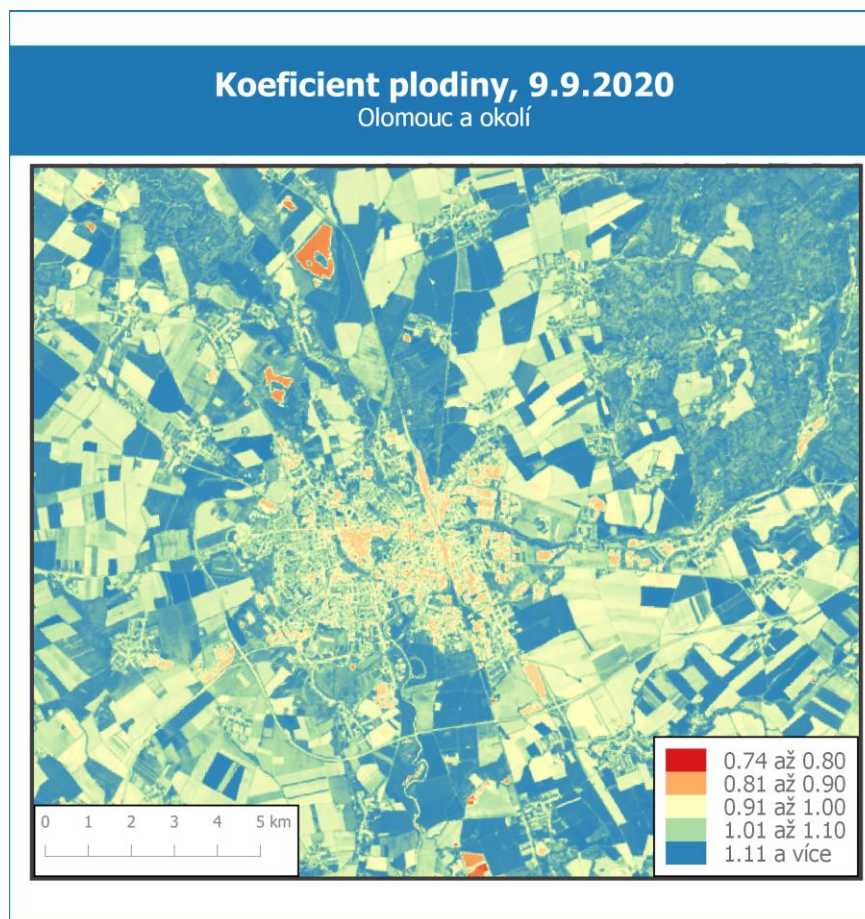 Koeficient plodiny, 9.9.2020
Olomouc a okolí
0 1 2 3 4 5 km
0.74 až 0.80
0.81 až 0.90
0.91 až 1.00
1.01 až 1.10
1.11 a více